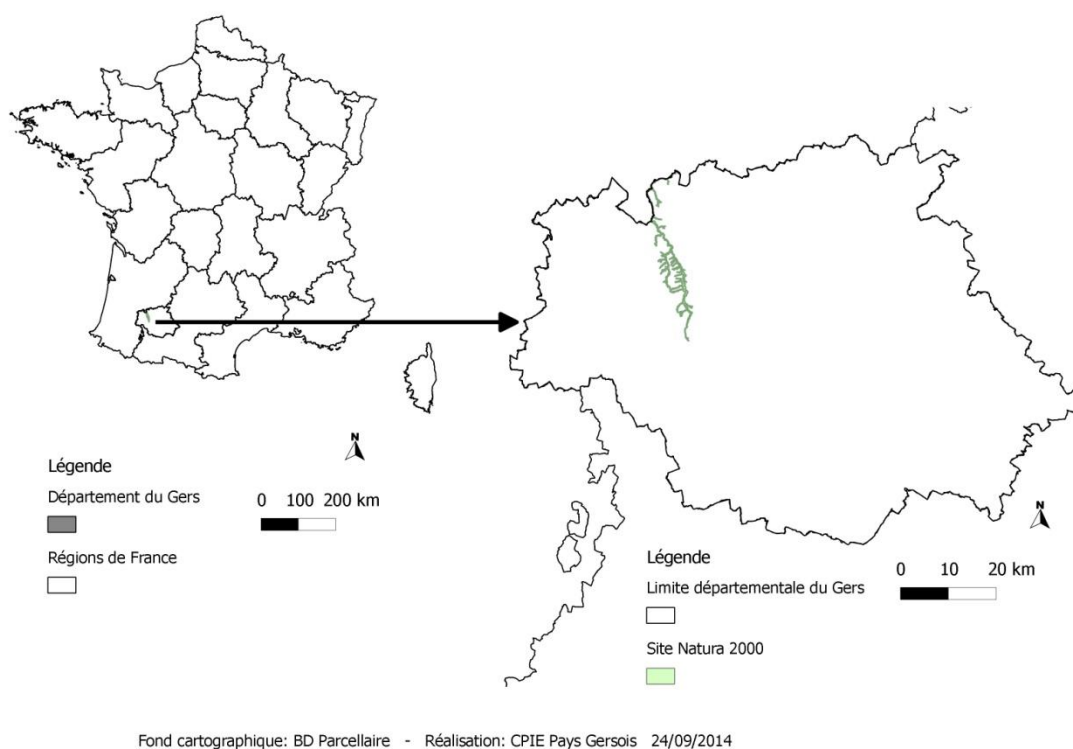 N
Légende
Département du Gers
0 100 200 km
Régions de France
N
Légende
Limite départementale du Gers
0 10 20 km
Site Natura 2000
Fond cartographique: BD Parcellaire - Réalisation: CPIE Pays Gersois 24/09/2014